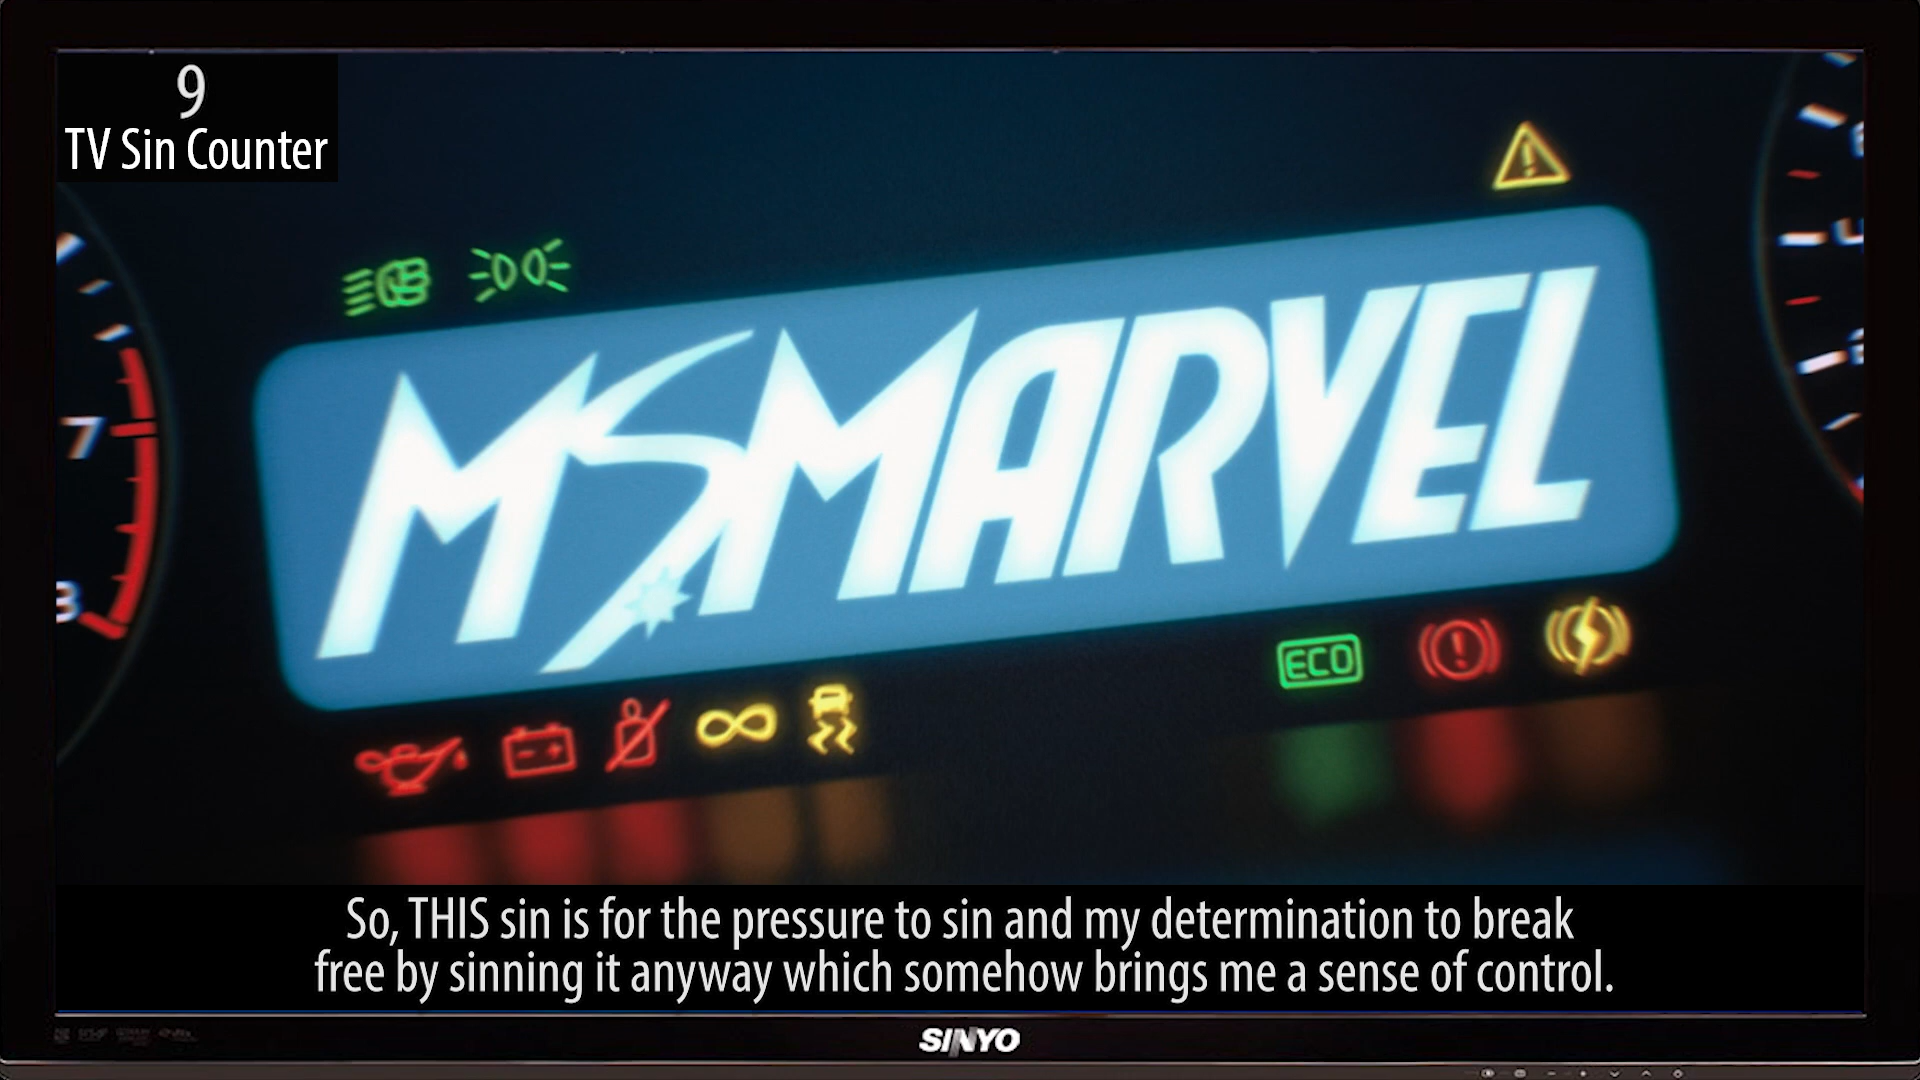 9
TV Sin Counter
MS MARVEL
7
ECO
So, THIS sin is for the pressure to sin and my determination to break
free by sinning it anyway which somehow brings me a sense of control.
SINYO